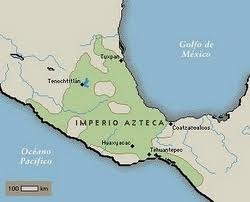 Golfo de
México
Tuxpan
Tenochtitlán
IMPERIO AZTECA
Coatzacoalcos
Huaxyacac
Tehuantepec
Océano
Pacífico
100 km